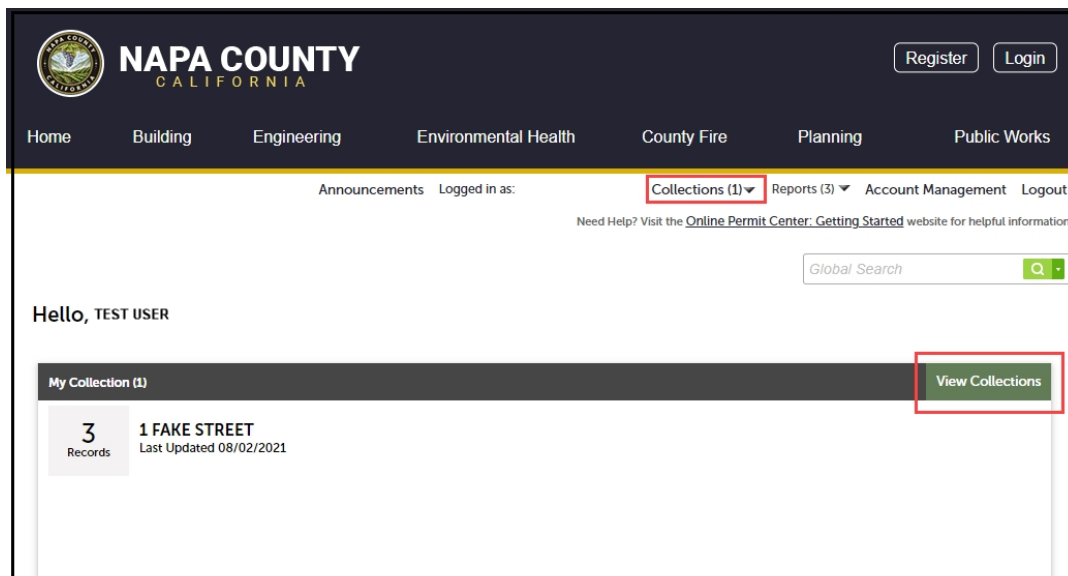 NAPA COUNTY
CALIFORNIA
Register Login
Home Building Engineering Environmental Health County Fire Planning Public Works
Announcements Logged in as: Collections (1) Reports (3) Account Management Logout
Need Help? Visit the Online Permit Center: Getting Started website for helpful information
Global Search
Hello, TEST USER
My Collection (1) View Collections
3 Records
1 FAKE STREET
Last Updated 08/02/2021